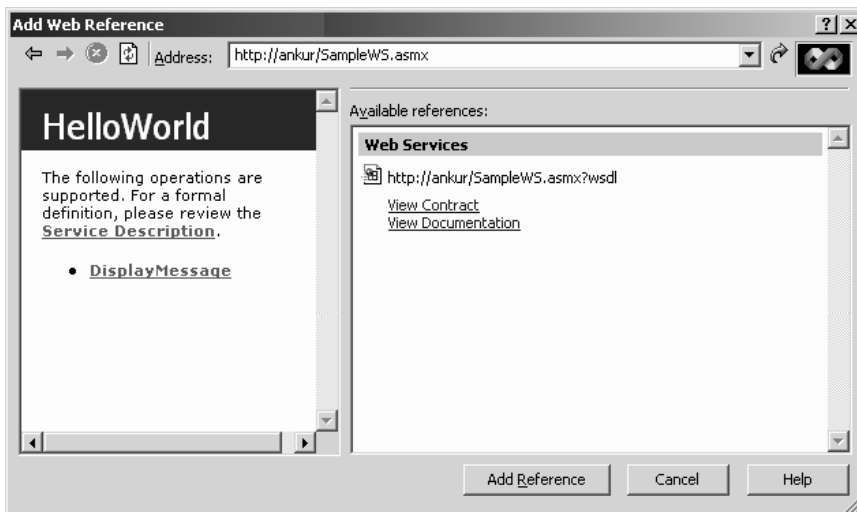 Add Web Reference
Address: http://ankur/SampleWS.asmx
HelloWorld
The following operations are
supported. For a formal
definition, please review the
Service Description.
• DisplayMessage
Available references:
Web Services
http://ankur/SampleWS.asmx?wsdl
View Contract
View Documentation
Add Reference Cancel Help